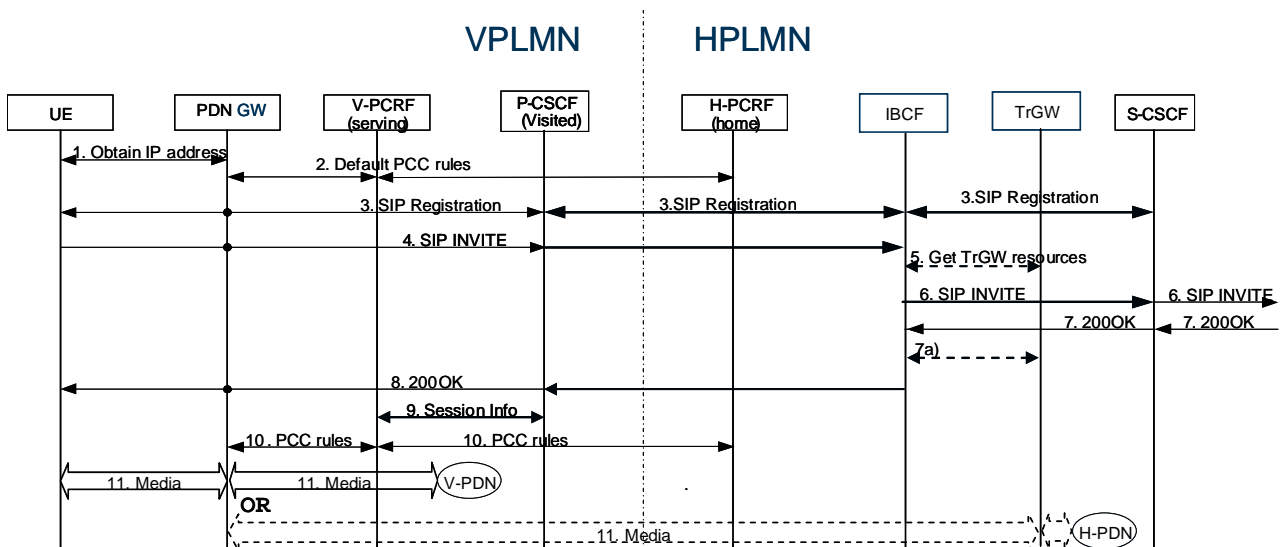 VPLMN
HPLMN
UE
PDN GW
V-PCRF
(serving)
P-CSCF
(Visited)
H-PCRF
(home)
IBCF
TrGW
S-CSCF
1. Obtain IP address
2. Default PCC rules
3. SIP Registration
3.SIP Registration
3.SIP Registration
4. SIP INVITE
5. Get TrGW resources
6. SIP INVITE
6. SIP INVITE
7. 200OK
7. 200OK
7a)
8. 200OK
9. Session Info
10 . PCC rules
10. PCC rules
11. Media
11. Media
V-PDN
.
OR
11. Media
H-PDN